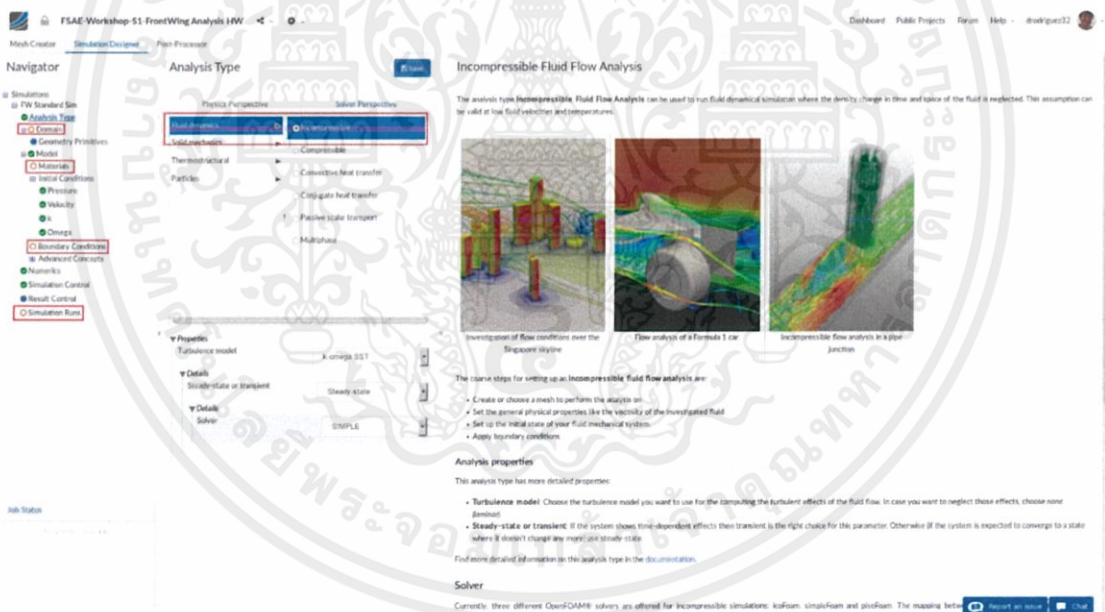 FSAE-Workshop-S1-FrontWing Analysis HW
Dashboard Public Projects Forum Help drodriguez32
Mesh Creator Simulation Designer Post-Processor
Navigator
Simulations
FW Standard Sim
Analysis Type
Domain
Geometry Primitives
Model
Materials
Initial Conditions
Pressure
Velocity
k
Omega
Boundary Conditions
Advanced Concepts
Numerics
Simulation Control
Result Control
Simulation Runs
Job Status
Analysis Type
Save
Physics Perspective Solver Perspective
Fluid dynamics
Solid mechanics
Thermostructural
Particles
Incompressible
Compressible
Convective heat transfer
Conjugate heat transfer
Passive scalar transport
Multiphase
Properties
Turbulence model k-omega SST
Details
Steady-state or transient Steady-state
Details
Solver SIMPLE
Incompressible Fluid Flow Analysis
The analysis type Incompressible Fluid Flow Analysis can be used to run fluid dynamical simulation where the density change in time and space of the fluid is neglected. This assumption can
be valid at low fluid velocities and temperatures.
Investigation of flow conditions over the
Singapore skyline
Flow analysis of a Formula 1 car
Incompressible flow analysis in a pipe
junction
The coarse steps for setting up an Incompressible fluid flow analysis are:
• Create or choose a mesh to perform the analysis on
• Set the general physical properties like the viscosity of the investigated fluid
• Set up the initial state of your fluid mechanical system.
• Apply boundary conditions
Analysis properties
This analysis type has more detailed properties:
• Turbulence model: Choose the turbulence model you want to use for the computing the turbulent effects of the fluid flow. In case you want to neglect those effects, choose none
(laminar).
• Steady-state or transient: If the system shows time-dependent effects then transient is the right choice for this parameter. Otherwise (if the system is expected to converge to a state
where it doesn't change any more) use steady-state.
Find more detailed information on this analysis type in the documentation.
Solver
Currently, three different OpenFOAM® solvers are offered for incompressible simulations: icoFoam, simpleFoam and pisoFoam. The mapping betw
Report an issue Chat